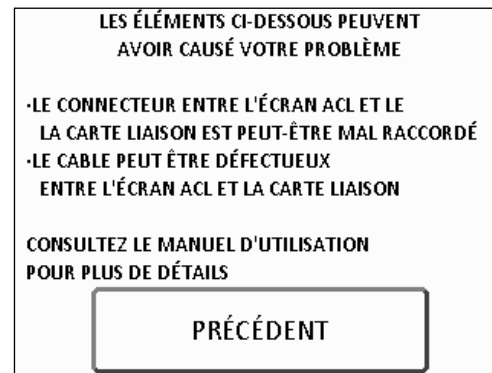 LES ÉLÉMENTS CI-DESSOUS PEUVENT
AVOIR CAUSÉ VOTRE PROBLÈME
·LE CONNECTEUR ENTRE L'ÉCRAN ACL ET LE
LA CARTE LIAISON EST PEUT-ÊTRE MAL RACCORDÉ
·LE CABLE PEUT ÊTRE DÉFECTUEUX
ENTRE L'ÉCRAN ACL ET LA CARTE LIAISON
CONSULTEZ LE MANUEL D'UTILISATION
POUR PLUS DE DÉTAILS
PRÉCÉDENT